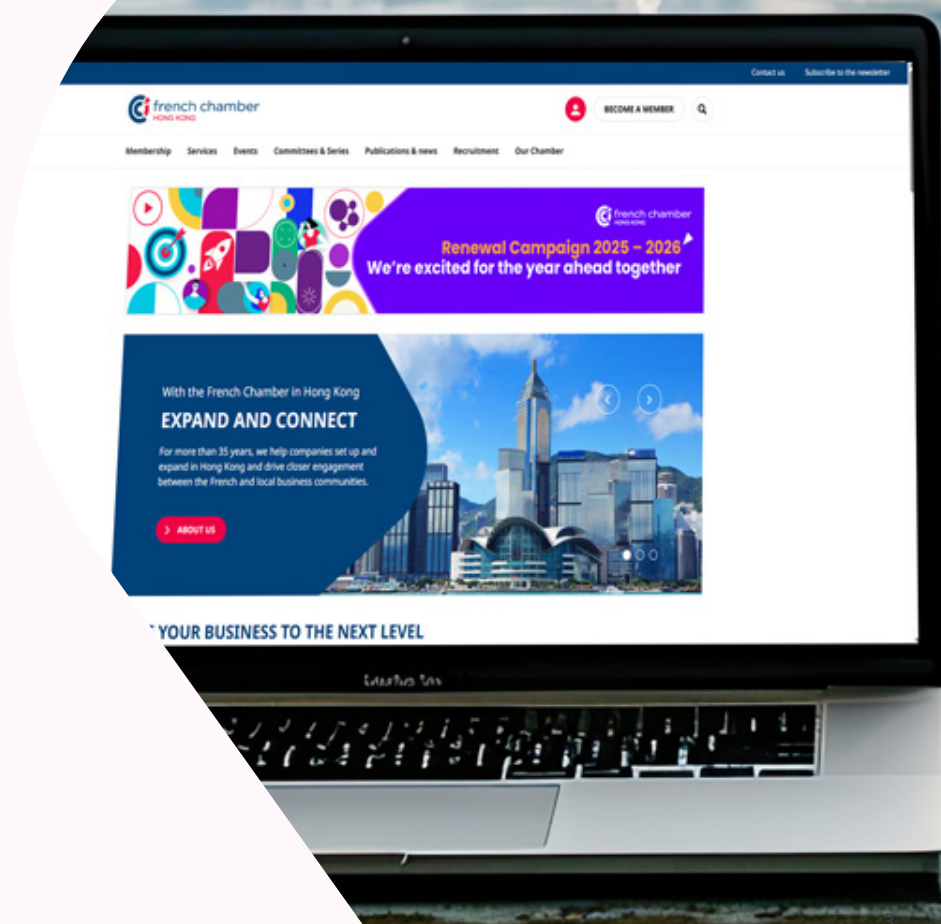 Contact us Subscribe to the newsletter
french chamber
HONG KONG
BECOME A MEMBER
Membership Services Events Committees & Series Publications & news Recruitment Our Chamber
french chamber
HONG KONG
Renewal Campaign 2025 – 2026
We're excited for the year ahead together
With the French Chamber in Hong Kong
EXPAND AND CONNECT
For more than 35 years, we help companies set up and
expand in Hong Kong and drive closer engagement
between the French and local business communities.
ABOUT US
YOUR BUSINESS TO THE NEXT LEVEL